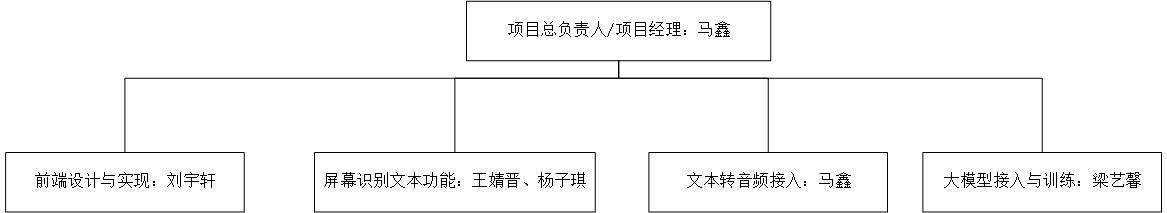 项目总负责人/项目经理：马鑫
前端设计与实现：刘宇轩
屏幕识别文本功能：王婧晋、杨子琪
文本转音频接入：马鑫
大模型接入与训练：梁艺馨